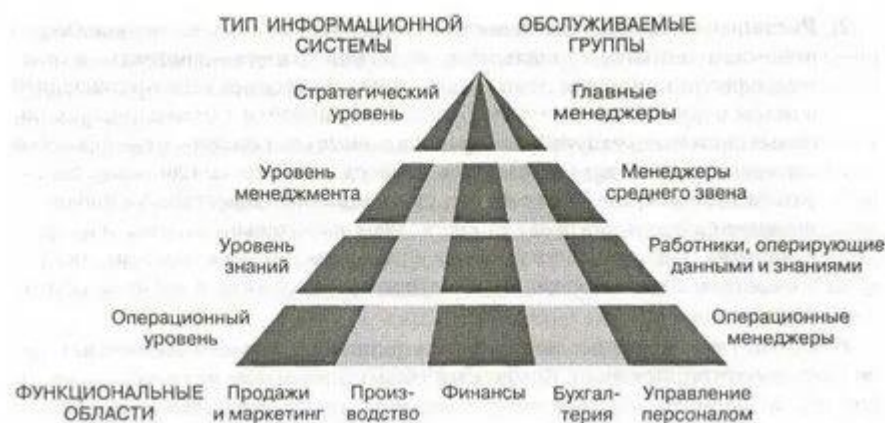 ТИП ИНФОРМАЦИОННОЙ
СИСТЕМЫ
ОБСЛУЖИВАЕМЫЕ
ГРУППЫ
Стратегический
уровень
Главные
менеджеры
Уровень
менеджмента
Менеджеры
среднего звена
Уровень
знаний
Работники, оперирующие
данными и знаниями
Операционный
уровень
Операционные
менеджеры
ФУНКЦИОНАЛЬНЫЕ
ОБЛАСТИ
Продажи
и маркетинг
Произ-
водство
Финансы
Бухгал-
терия
Управление
персоналом